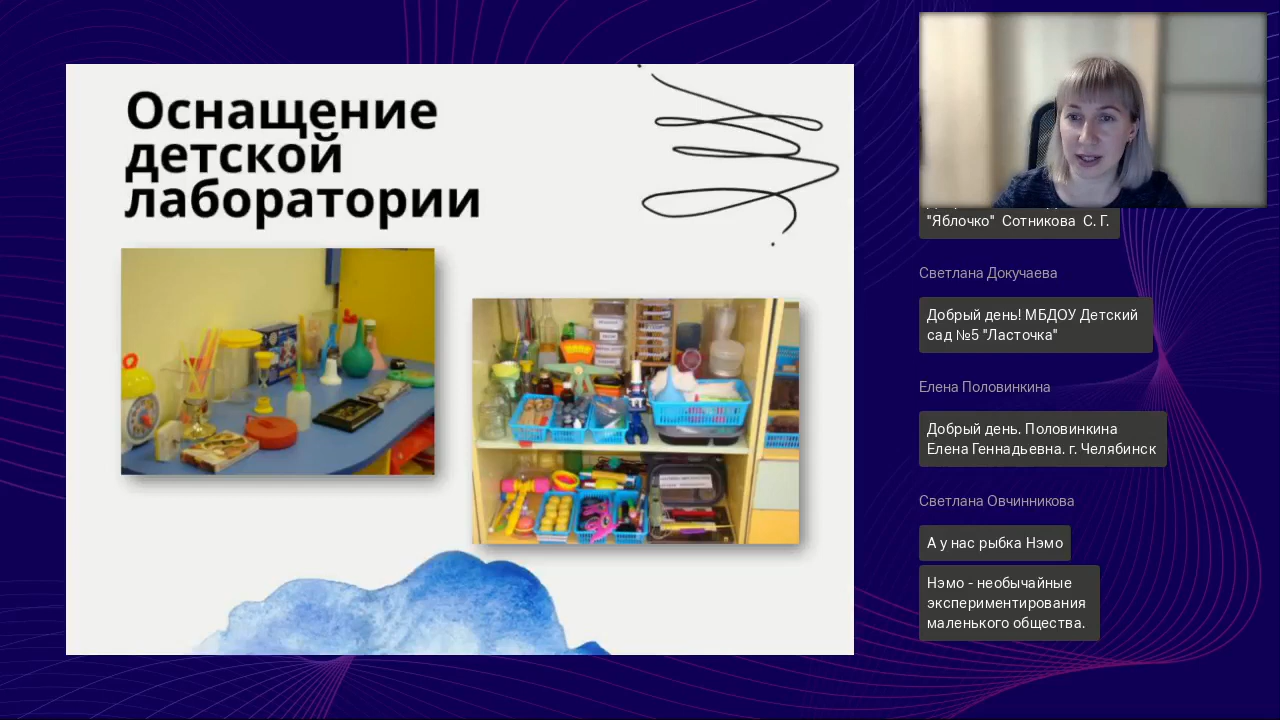 Оснащение
детской
лаборатории
"Яблочко" Сотникова С. Г.
Светлана Докучаева
Добрый день! МБДОУ Детский
сад №5 "Ласточка"
Елена Половинкина
Добрый день. Половинкина
Елена Геннадьевна. г. Челябинск
Светлана Овчинникова
А у нас рыбка Нэмо
Нэмо - необычайные
экспериментирования
маленького общества.